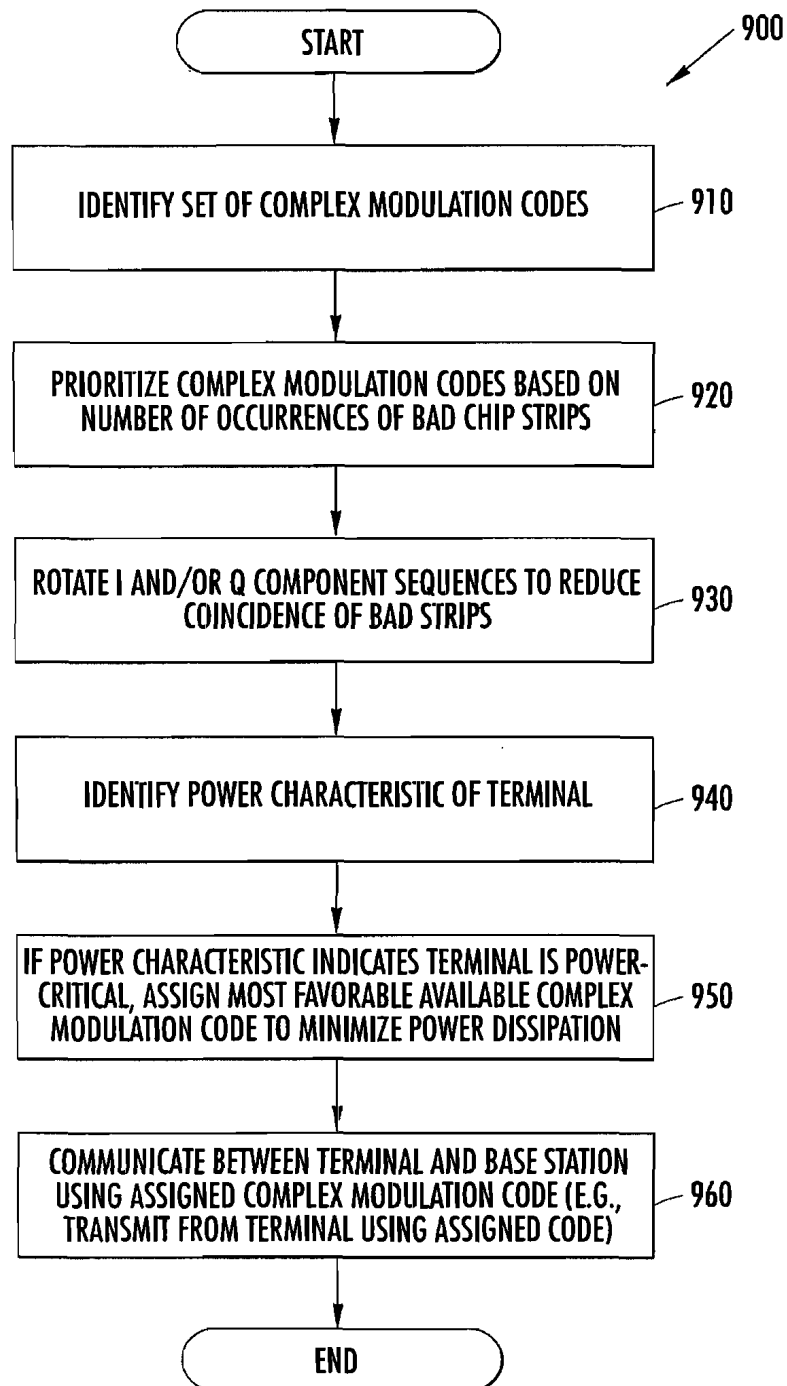 START
900
IDENTIFY SET OF COMPLEX MODULATION CODES
910
PRIORITIZE COMPLEX MODULATION CODES BASED ON
NUMBER OF OCCURRENCES OF BAD CHIP STRIPS
920
ROTATE I AND/OR Q COMPONENT SEQUENCES TO REDUCE
COINCIDENCE OF BAD STRIPS
930
IDENTIFY POWER CHARACTERISTIC OF TERMINAL
940
IF POWER CHARACTERISTIC INDICATES TERMINAL IS POWER-
CRITICAL, ASSIGN MOST FAVORABLE AVAILABLE COMPLEX
MODULATION CODE TO MINIMIZE POWER DISSIPATION
950
COMMUNICATE BETWEEN TERMINAL AND BASE STATION
USING ASSIGNED COMPLEX MODULATION CODE (E.G.,
TRANSMIT FROM TERMINAL USING ASSIGNED CODE)
960
END